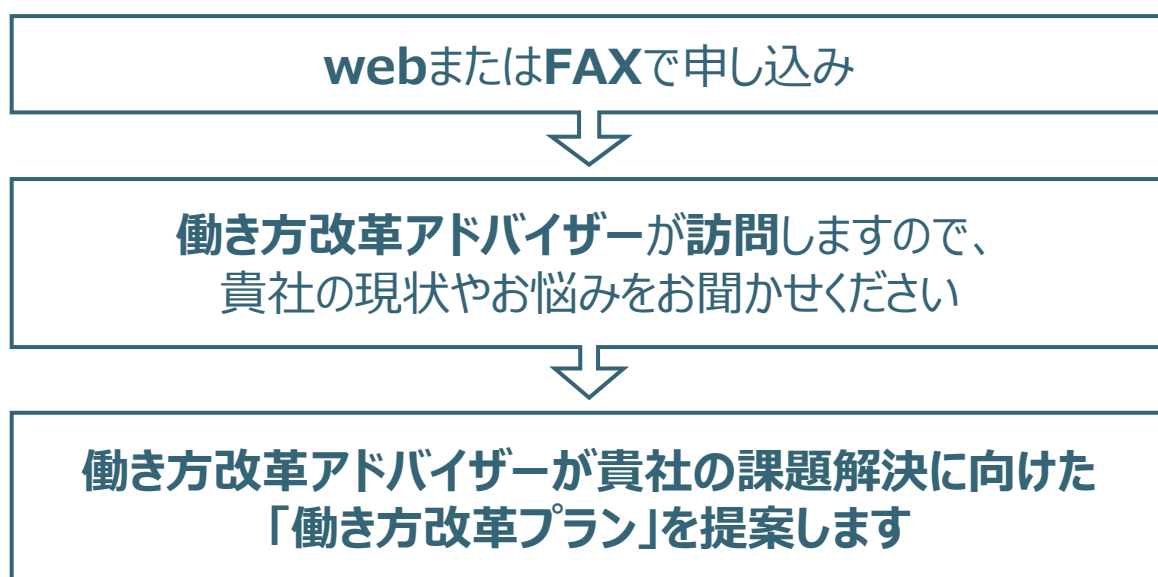 webまたはFAXで申し込み
働き方改革アドバイザーが訪問しますので、
貴社の現状やお悩みをお聞かせください
働き方改革アドバイザーが貴社の課題解決に向けた
「働き方改革プラン」を提案します